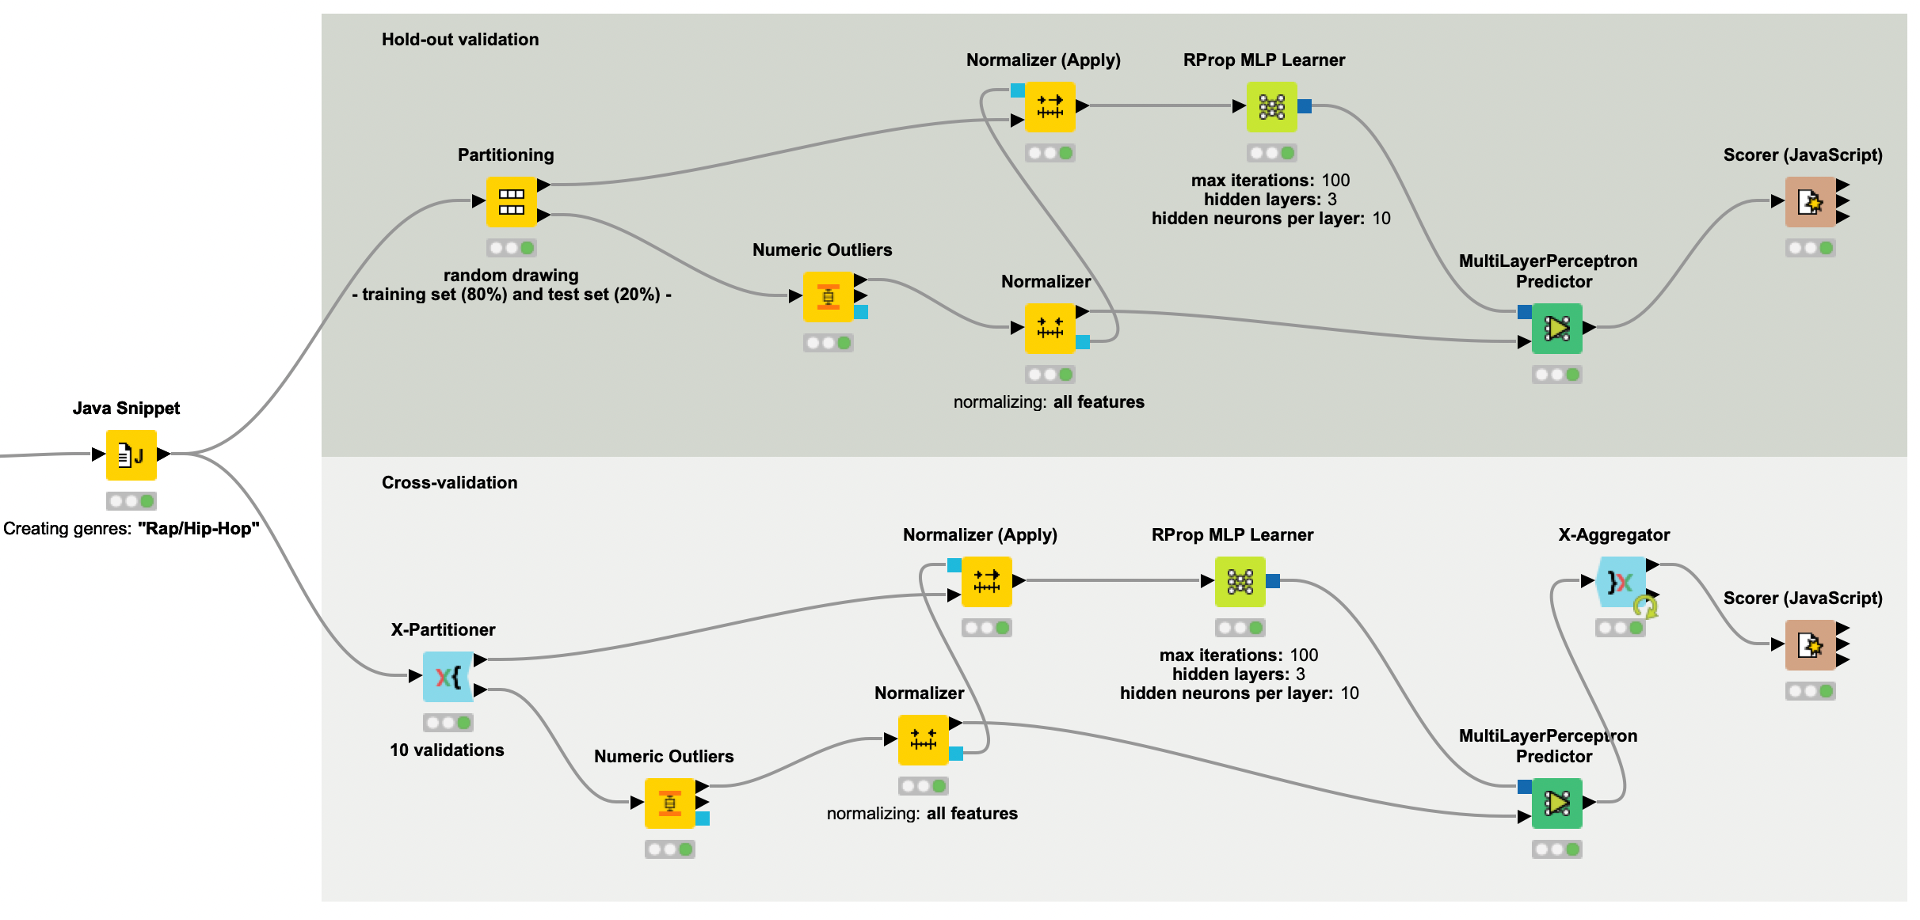 Hold-out validation
Normalizer (Apply)
RProp MLP Learner
Partitioning
Scorer (JavaScript)
max iterations: 100
hidden layers: 3
hidden neurons per layer: 10
Numeric Outliers
random drawing
- training set (80%) and test set (20%) -
Normalizer
MultiLayerPerceptron
Predictor
normalizing: all features
Java Snippet
J
Creating genres: "Rap/Hip-Hop"
Cross-validation
Normalizer (Apply)
RProp MLP Learner
X-Aggregator
}X
Scorer (JavaScript)
X-Partitioner
X{
10 validations
max iterations: 100
hidden layers: 3
hidden neurons per layer: 10
Normalizer
MultiLayerPerceptron
Predictor
Numeric Outliers
normalizing: all features